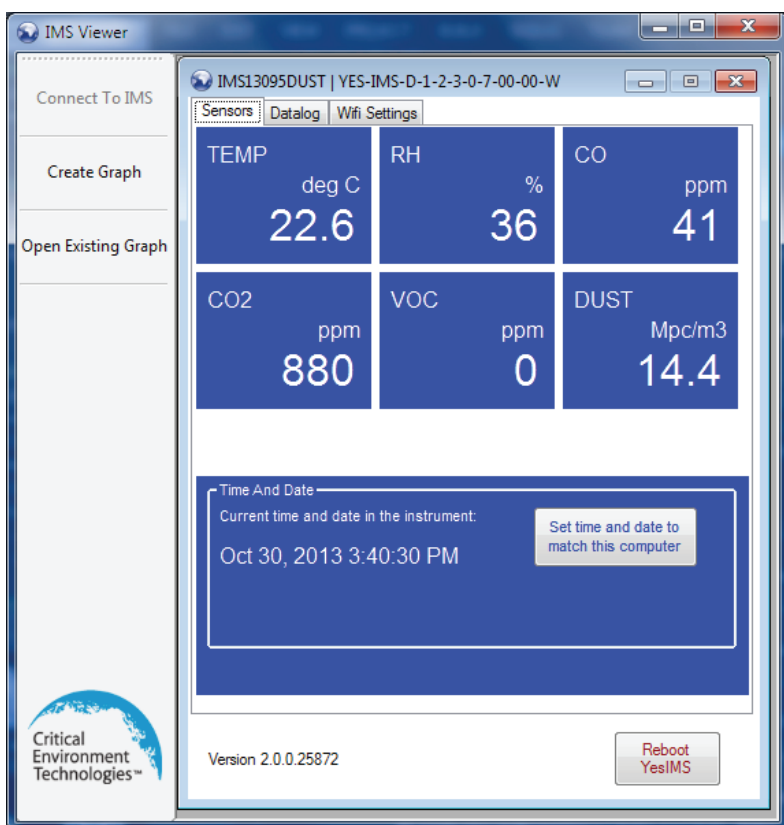 IMS Viewer
Connect To IMS
Create Graph
Open Existing Graph
IMS13095DUST | YES-IMS-D-1-2-3-0-7-00-00-W
Sensors Datalog Wifi Settings
TEMP
deg C
22.6
RH
%
36
CO
ppm
41
CO2
ppm
880
VOC
ppm
0
DUST
Mpc/m3
14.4
Time And Date
Current time and date in the instrument:
Oct 30, 2013 3:40:30 PM
Set time and date to
match this computer
Critical
Environment
Technologies™
Version 2.0.0.25872
Reboot
YesIMS